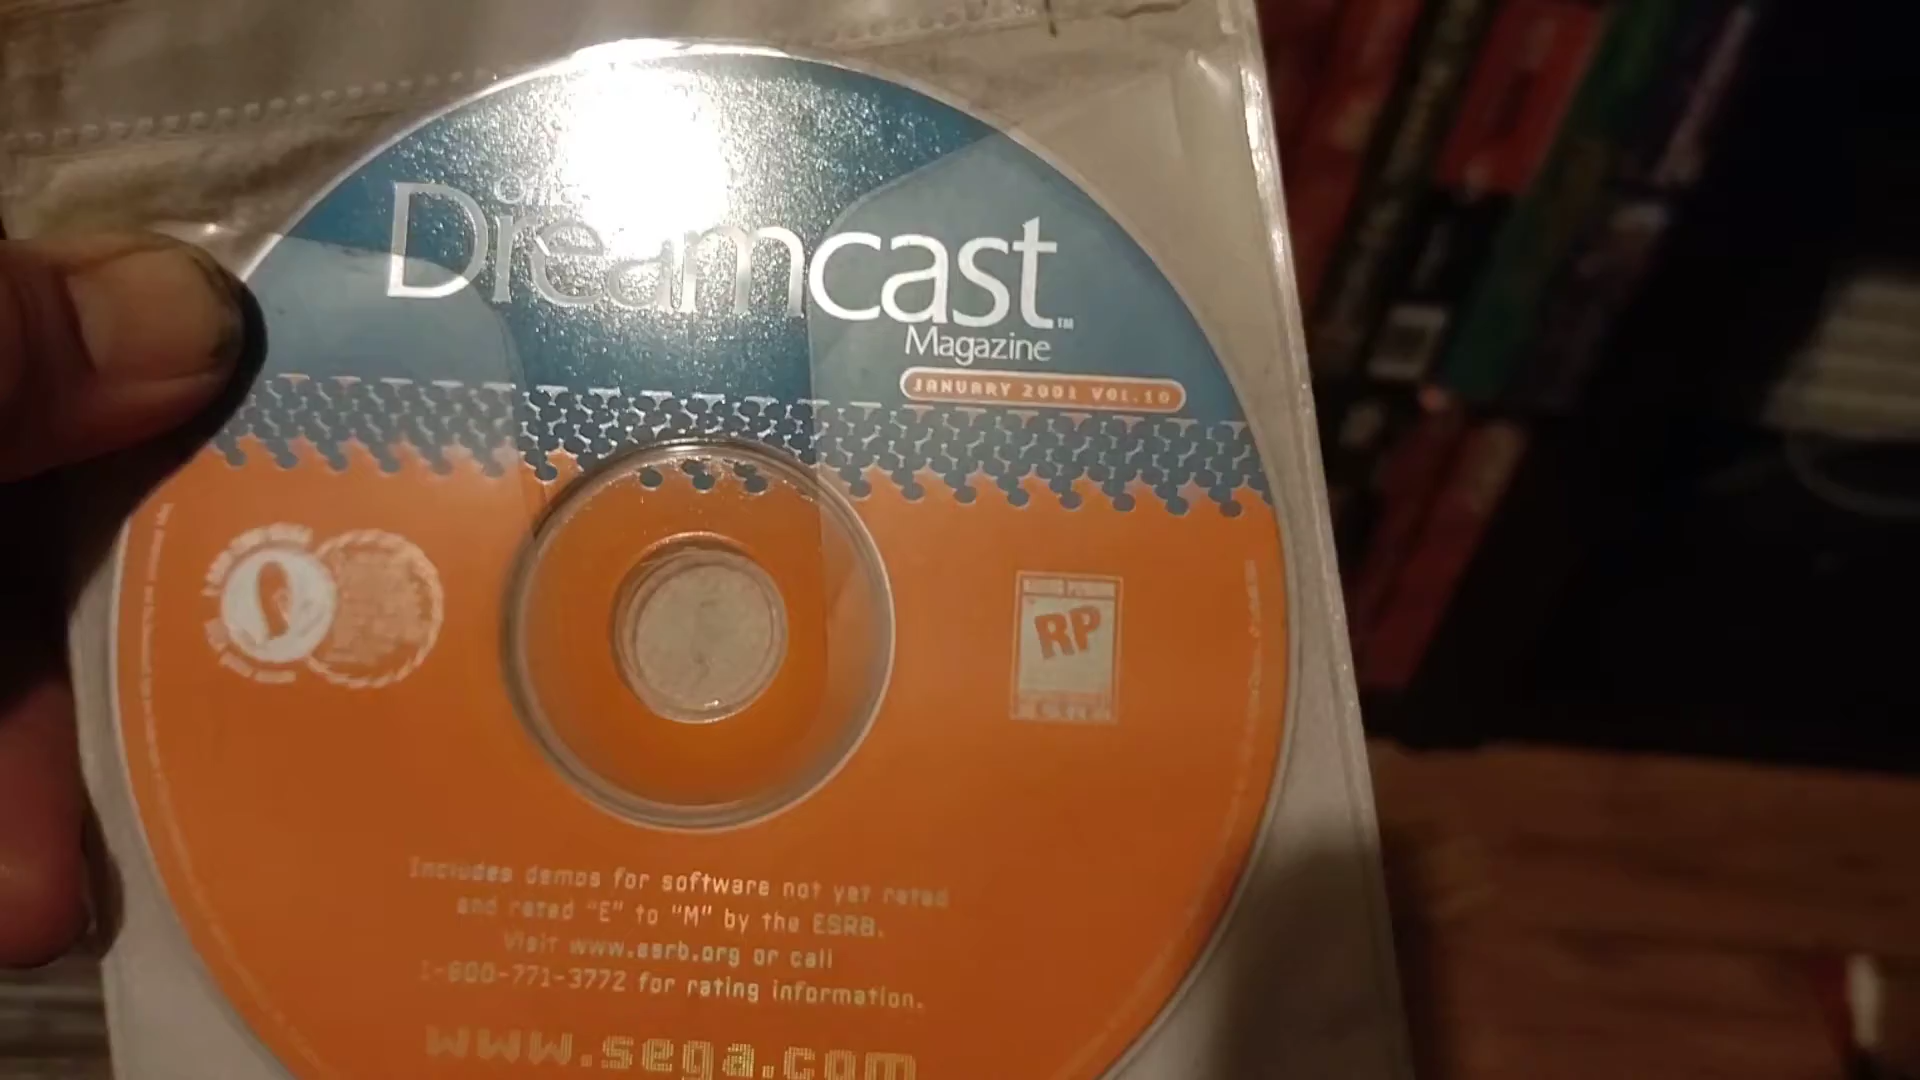 Dreamcast™
Magazine
JANUARY 2001 VOL.10
RP
Includes demos for software not yet rated
and rated "E" to "M" by the ESRB.
Visit www.esrb.org or call
1-800-771-3772 for rating information.
www.sega.com